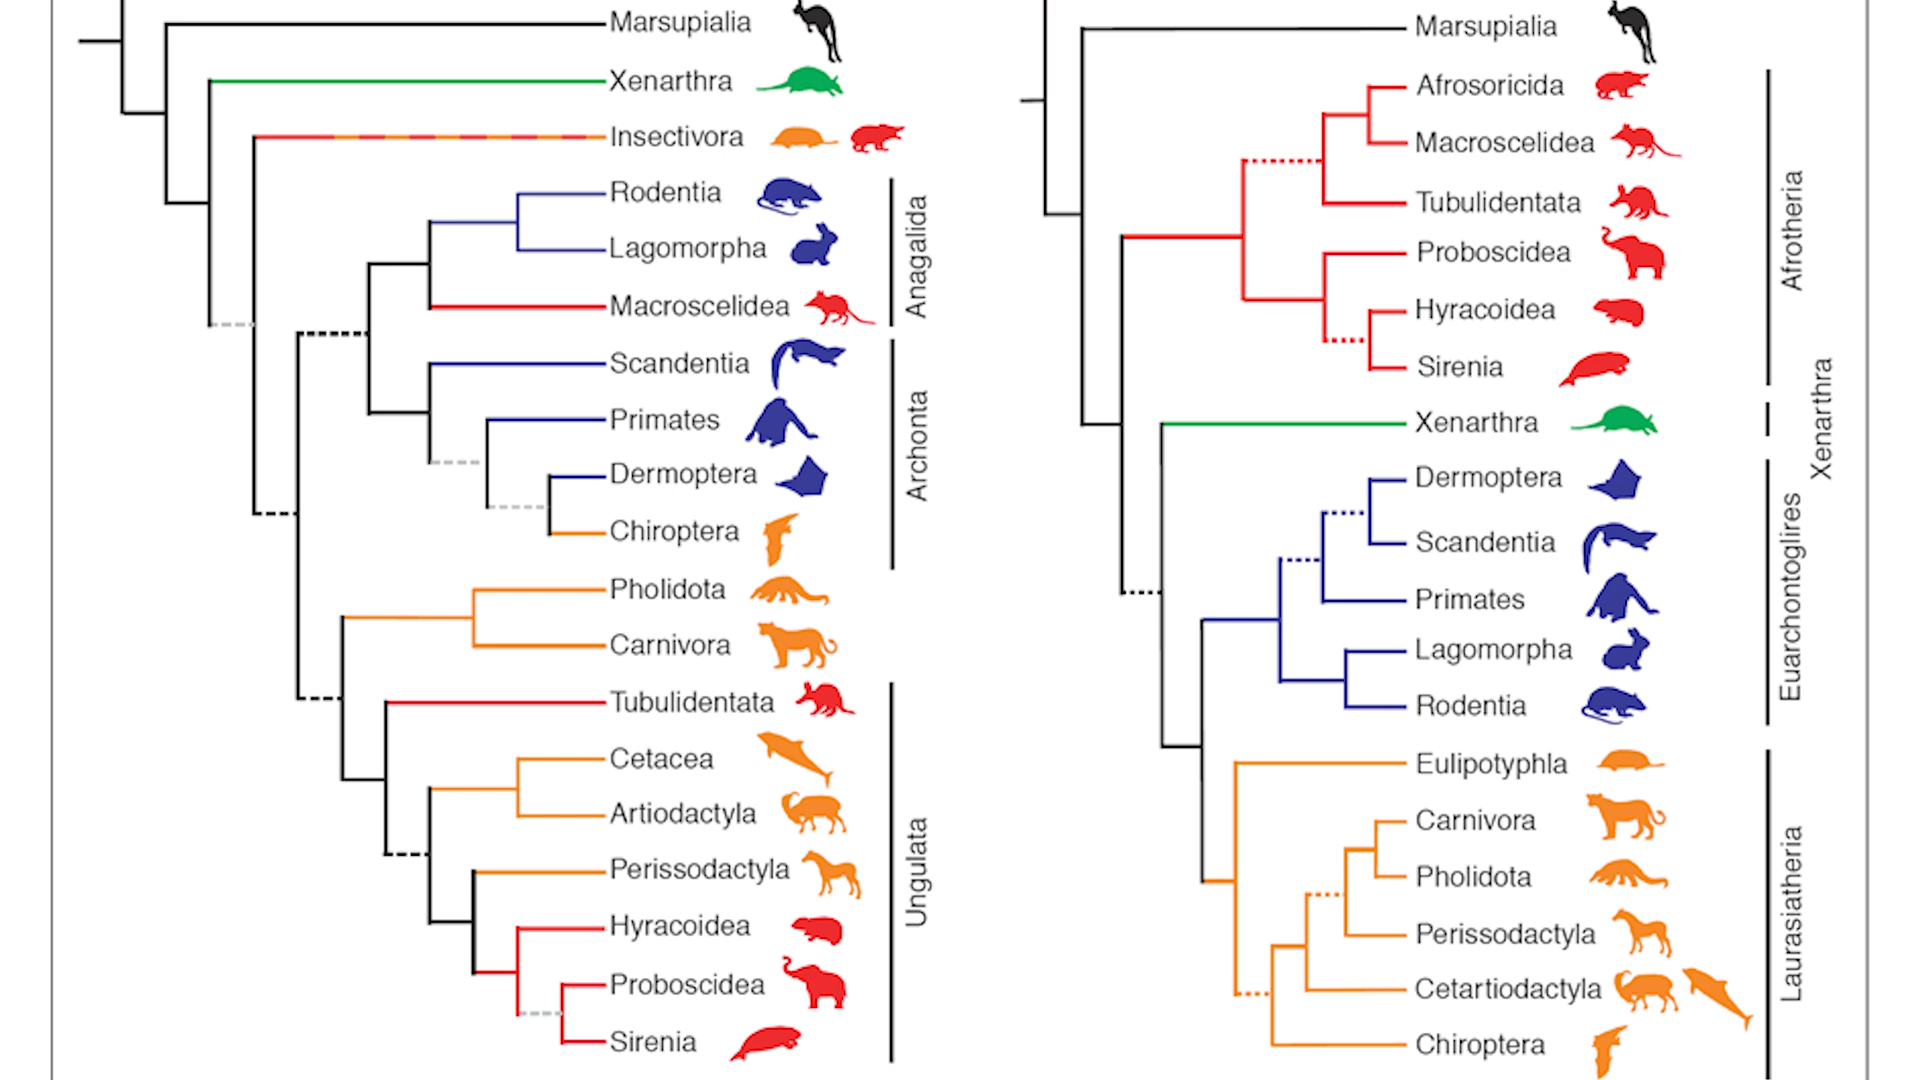 Marsupialia
Xenarthra
Insectivora
Rodentia
Lagomorpha
Macroscelidea
Anagalida
Scandentia
Primates
Dermoptera
Chiroptera
Archonta
Pholidota
Carnivora
Tubulidentata
Cetacea
Artiodactyla
Perissodactyla
Hyracoidea
Proboscidea
Sirenia
Ungulata
Marsupialia
Afrosoricida
Macroscelidea
Tubulidentata
Proboscidea
Hyracoidea
Sirenia
Afrotheria
Xenarthra
Xenarthra
Dermoptera
Scandentia
Primates
Lagomorpha
Rodentia
Euarchontoglires
Eulipotyphla
Carnivora
Pholidota
Perissodactyla
Cetartiodactyla
Chiroptera
Laurasiatheria